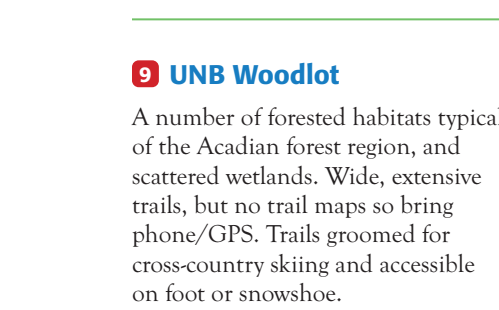 9 UNB Woodlot
A number of forested habitats typical
of the Acadian forest region, and
scattered wetlands. Wide, extensive
trails, but no trail maps so bring
phone/GPS. Trails groomed for
cross-country skiing and accessible
on foot or snowshoe.